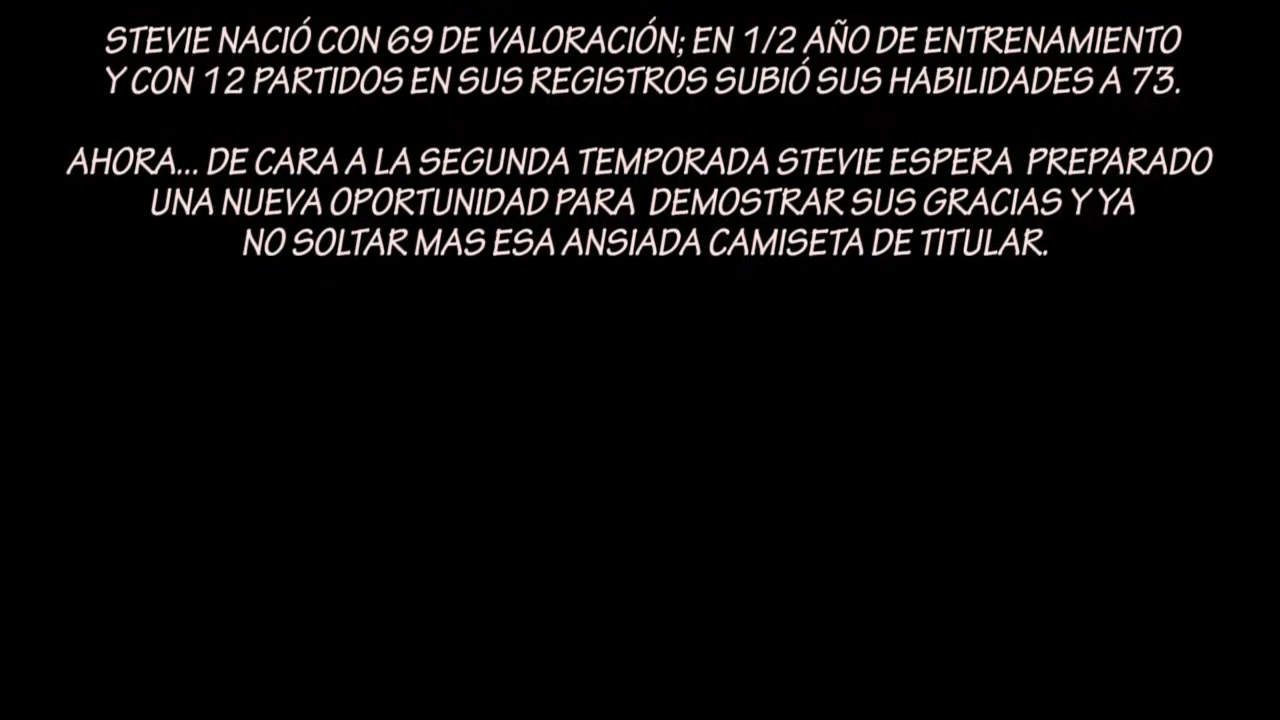 STEVIE NACIÓ CON 69 DE VALORACIÓN; EN 1/2 AÑO DE ENTRENAMIENTO
Y CON 12 PARTIDOS EN SUS REGISTROS SUBIÓ SUS HABILIDADES A 73.
AHORA... DE CARA A LA SEGUNDA TEMPORADA STEVIE ESPERA PREPARADO
UNA NUEVA OPORTUNIDAD PARA DEMOSTRAR SUS GRACIAS Y YA
NO SOLTAR MAS ESA ANSIADA CAMISETA DE TITULAR.